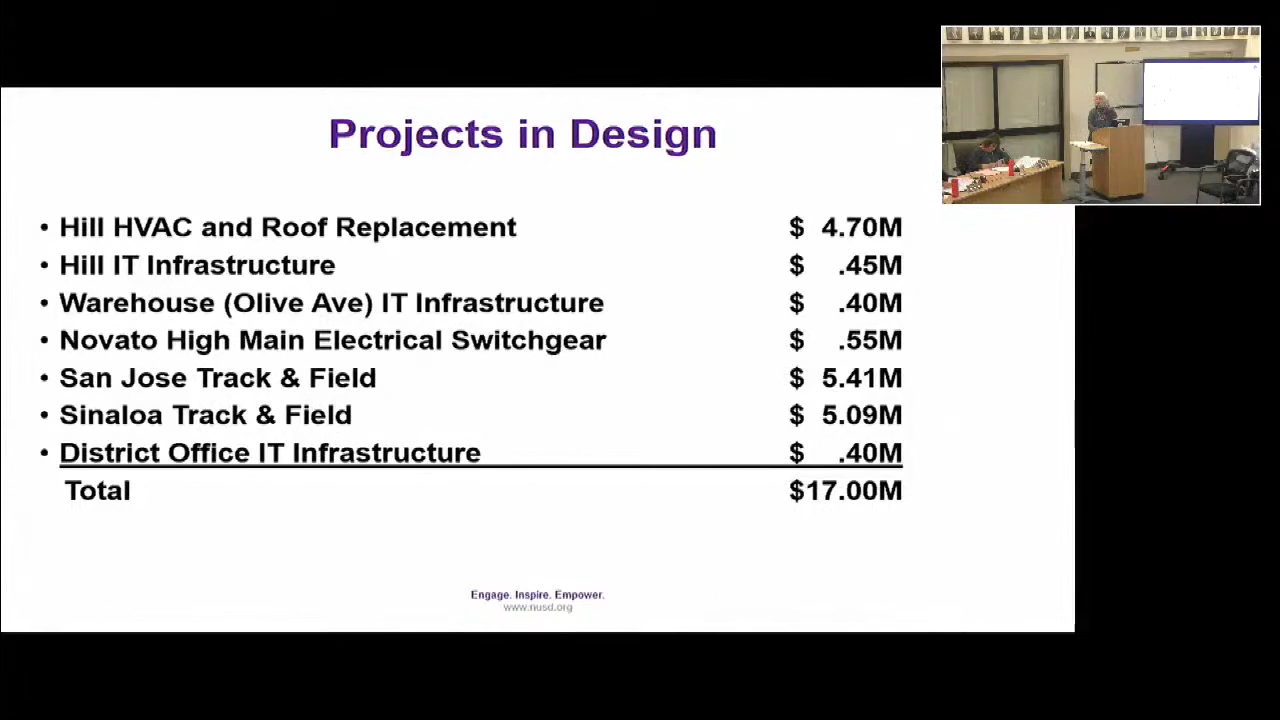 Projects in Design
• Hill HVAC and Roof Replacement $ 4.70M
• Hill IT Infrastructure $ .45M
• Warehouse (Olive Ave) IT Infrastructure $ .40M
• Novato High Main Electrical Switchgear $ .55M
• San Jose Track & Field $ 5.41M
• Sinaloa Track & Field $ 5.09M
• District Office IT Infrastructure $ .40M
Total $17.00M
Engage. Inspire. Empower.
www.nusd.org